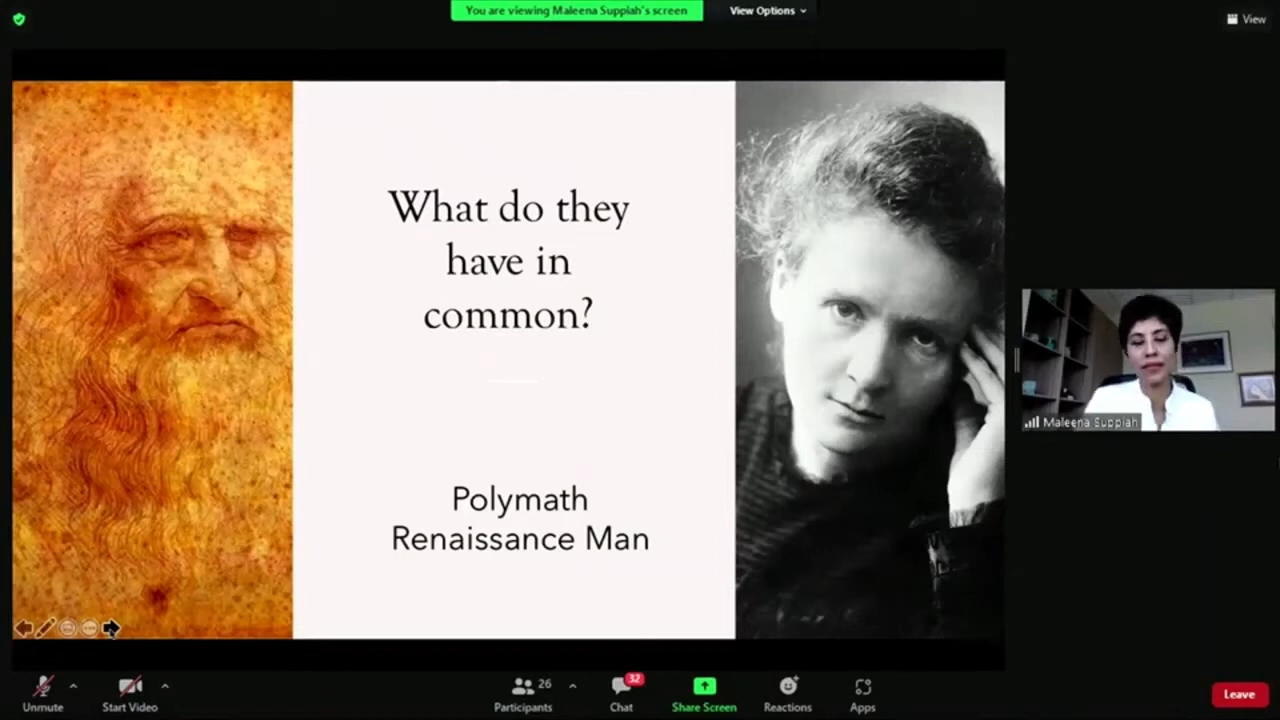 You are viewing Maleena Suppiah's screen
View Options
View
What do they
have in
common?
Polymath
Renaissance Man
Maleena Suppiah
26
32
Unmute
Start Video
Participants
Chat
Share Screen
Reactions
Apps
Leave